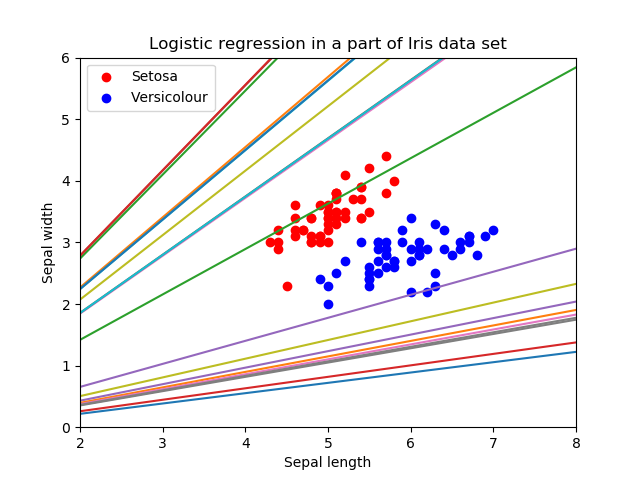 Logistic regression in a part of Iris data set
Setosa
Versicolour
Sepal width
6
5
4
3
2
1
0
2 3 4 5 6 7 8
Sepal length